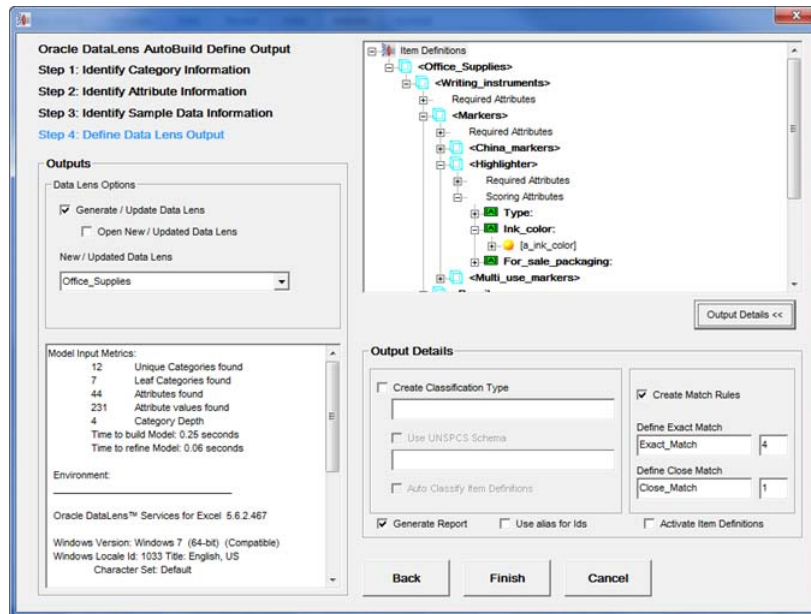 Oracle DataLens AutoBuild Define Output
Step 1: Identify Category Information
Step 2: Identify Attribute Information
Step 3: Identify Sample Data Information
Step 4: Define Data Lens Output
Outputs
Data Lens Options
Generate / Update Data Lens
Open New / Updated Data Lens
New / Updated Data Lens
Office_Supplies
Model Input Metrics:
12 Unique Categories found
7 Leaf Categories found
44 Attributes found
231 Attribute values found
4 Category Depth
Time to build Model: 0.25 seconds
Time to refine Model: 0.06 seconds
Environment:
Oracle DataLens™ Services for Excel 5.6.2.467
Windows Version: Windows 7 (64-bit) (Compatible)
Windows Locale Id: 1033 Title: English, US
Character Set: Default
Item Definitions
<Office_Supplies>
<Writing_instruments>
Required Attributes
<Markers>
Required Attributes
<China_markers>
<Highlighter>
Required Attributes
Scoring Attributes
Type:
Ink_color:
[a_ink_color]
For_sale_packaging:
<Multi_use_markers>
Output Details <<
Output Details
Create Classification Type
Use UNSPCS Schema
Auto Classify Item Definitions
Create Match Rules
Define Exact Match
Exact_Match 4
Define Close Match
Close_Match 1
Generate Report Use alias for Ids Activate Item Definitions
Back Finish Cancel